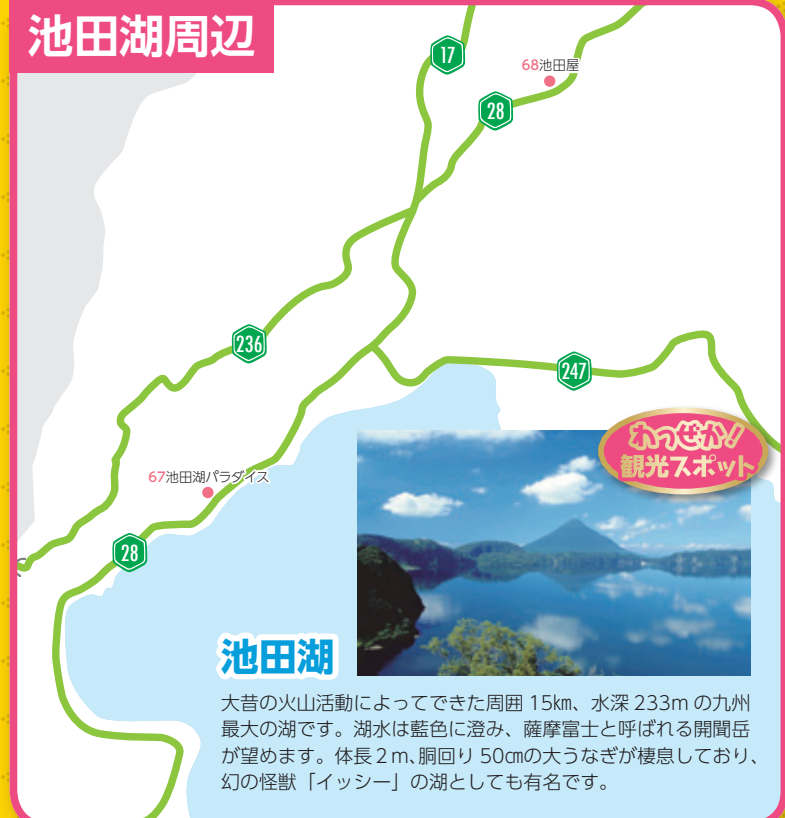 池田湖周辺
17
68池田屋
28
236
247
わっぜか!
観光スポット
67池田湖パラダイス
28
池田湖
大昔の火山活動によってできた周囲 15㎞、水深 233m の九州
最大の湖です。湖水は藍色に澄み、薩摩富士と呼ばれる開聞岳
が望めます。体長２ｍ、胴回り 50㎝の大うなぎが棲息しており、
幻の怪獣「イッシー」の湖としても有名です。